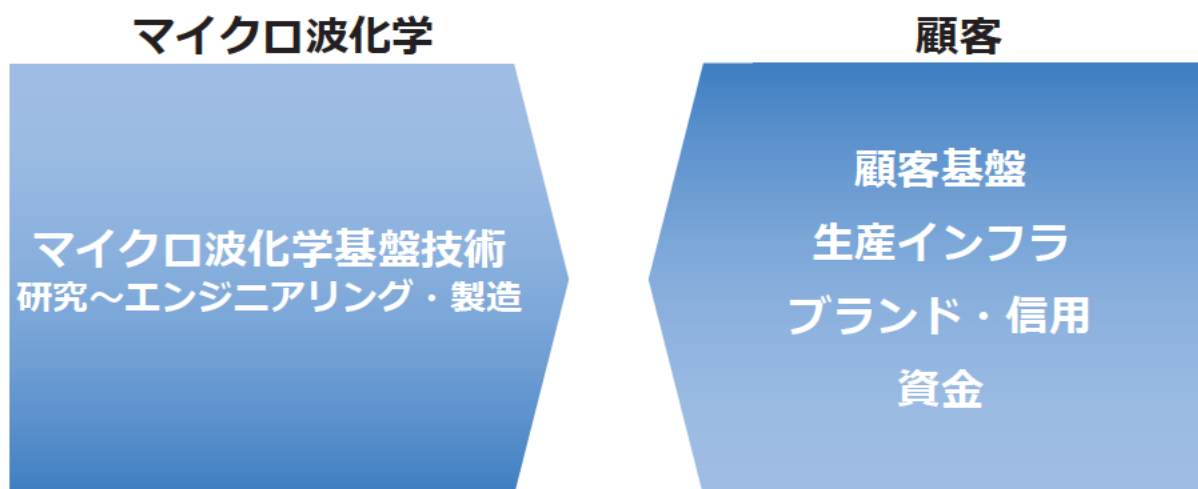 マイクロ波化学
マイクロ波化学基盤技術
研究～エンジニアリング・製造
顧客
顧客基盤
生産インフラ
ブランド・信用
資金